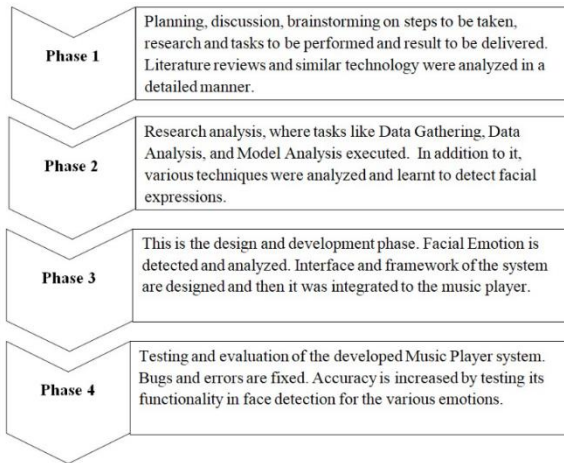 Phase 1
Planning, discussion, brainstorming on steps to be taken,
research and tasks to be performed and result to be delivered.
Literature reviews and similar technology were analyzed in a
detailed manner.
Phase 2
Research analysis, where tasks like Data Gathering, Data
Analysis, and Model Analysis executed. In addition to it,
various techniques were analyzed and learnt to detect facial
expressions.
Phase 3
This is the design and development phase. Facial Emotion is
detected and analyzed. Interface and framework of the system
are designed and then it was integrated to the music player.
Phase 4
Testing and evaluation of the developed Music Player system.
Bugs and errors are fixed. Accuracy is increased by testing its
functionality in face detection for the various emotions.